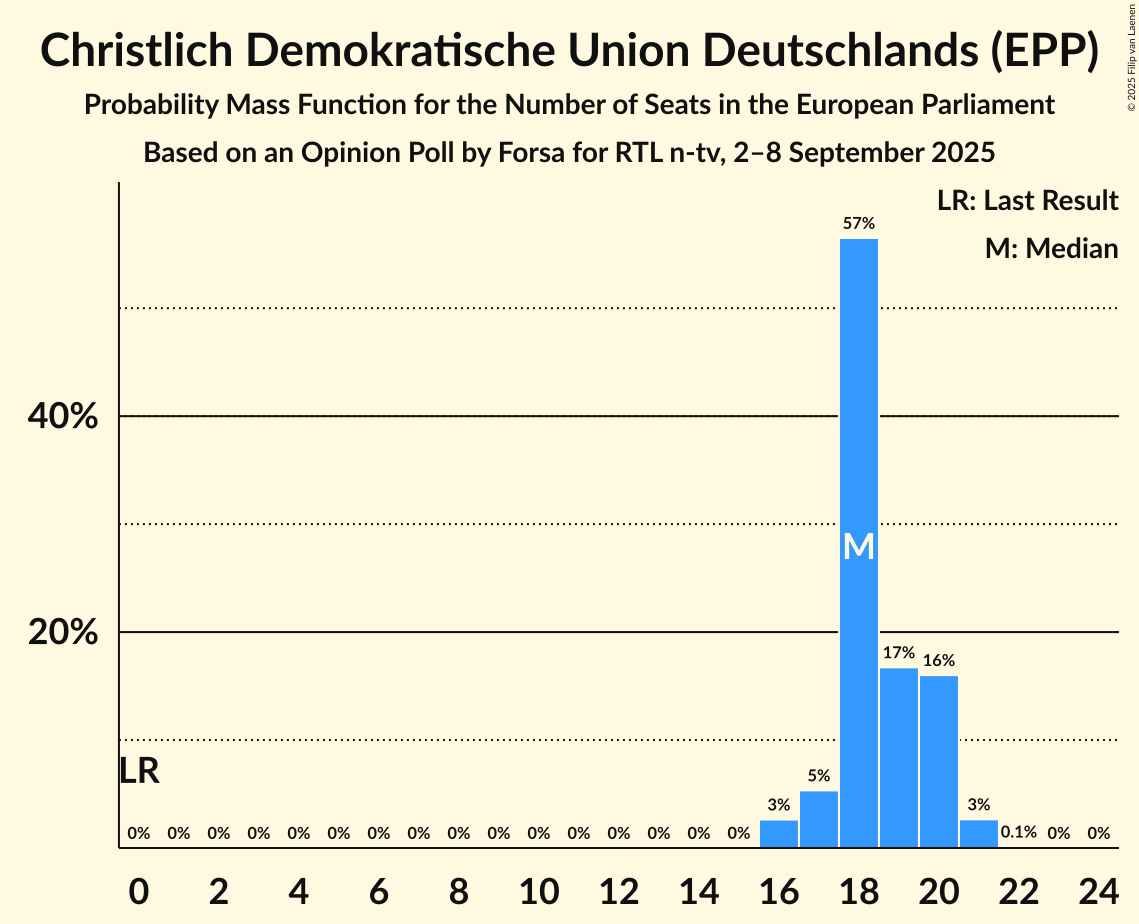 Christlich Demokratische Union Deutschlands (EPP)
Probability Mass Function for the Number of Seats in the European Parliament
Based on an Opinion Poll by Forsa for RTL n-tv, 2–8 September 2025
© 2025 Filip van Laenen
LR: Last Result
M: Median
57%
40%
M
20%
17%
16%
LR
5%
3%
3%
0% 0% 0% 0% 0% 0% 0% 0% 0% 0% 0% 0% 0% 0% 0% 0% 0.1% 0% 0%
0 2 4 6 8 10 12 14 16 18 20 22 24